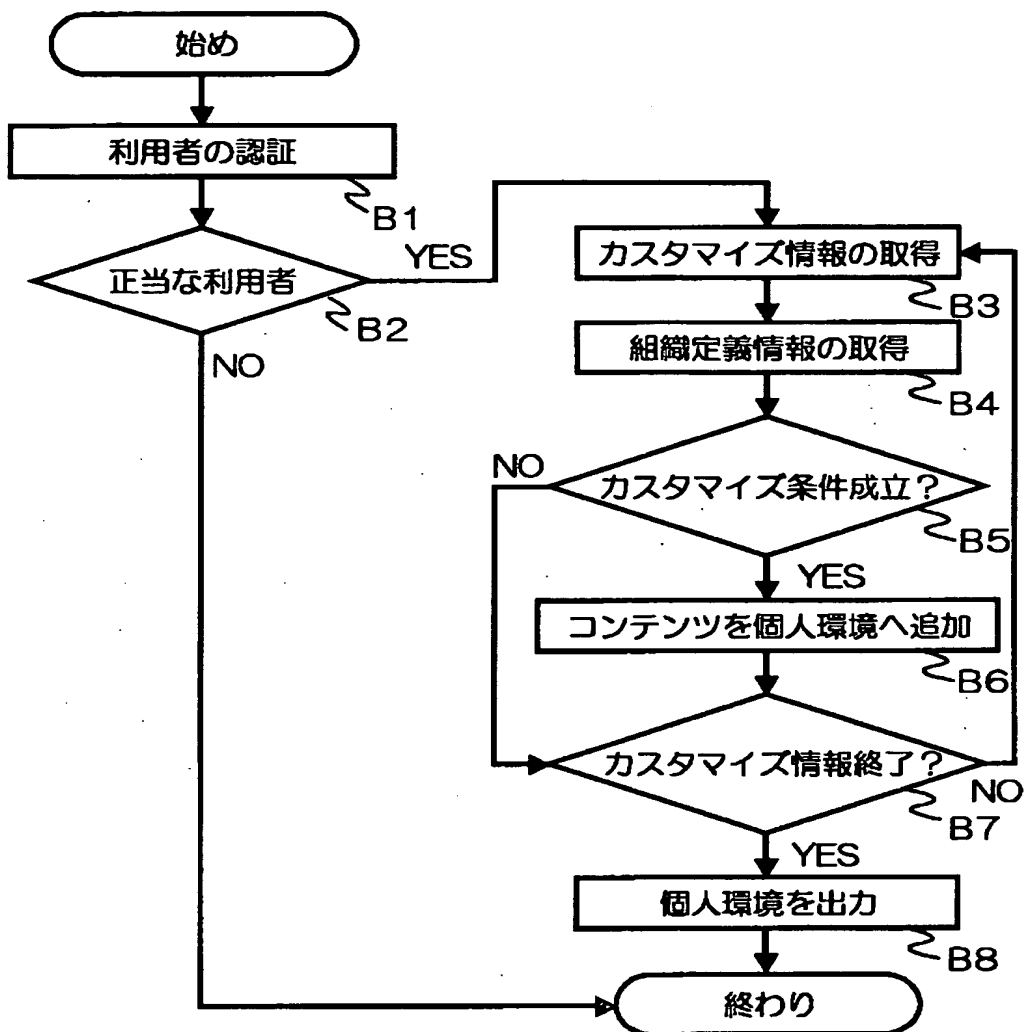 始め
利用者の認証
B1
正当な利用者
YES
B2
NO
カスタマイズ情報の取得
B3
組織定義情報の取得
B4
NO
カスタマイズ条件成立?
B5
YES
コンテンツを個人環境へ追加
B6
カスタマイズ情報終了?
NO
B7
YES
個人環境を出力
B8
終わり